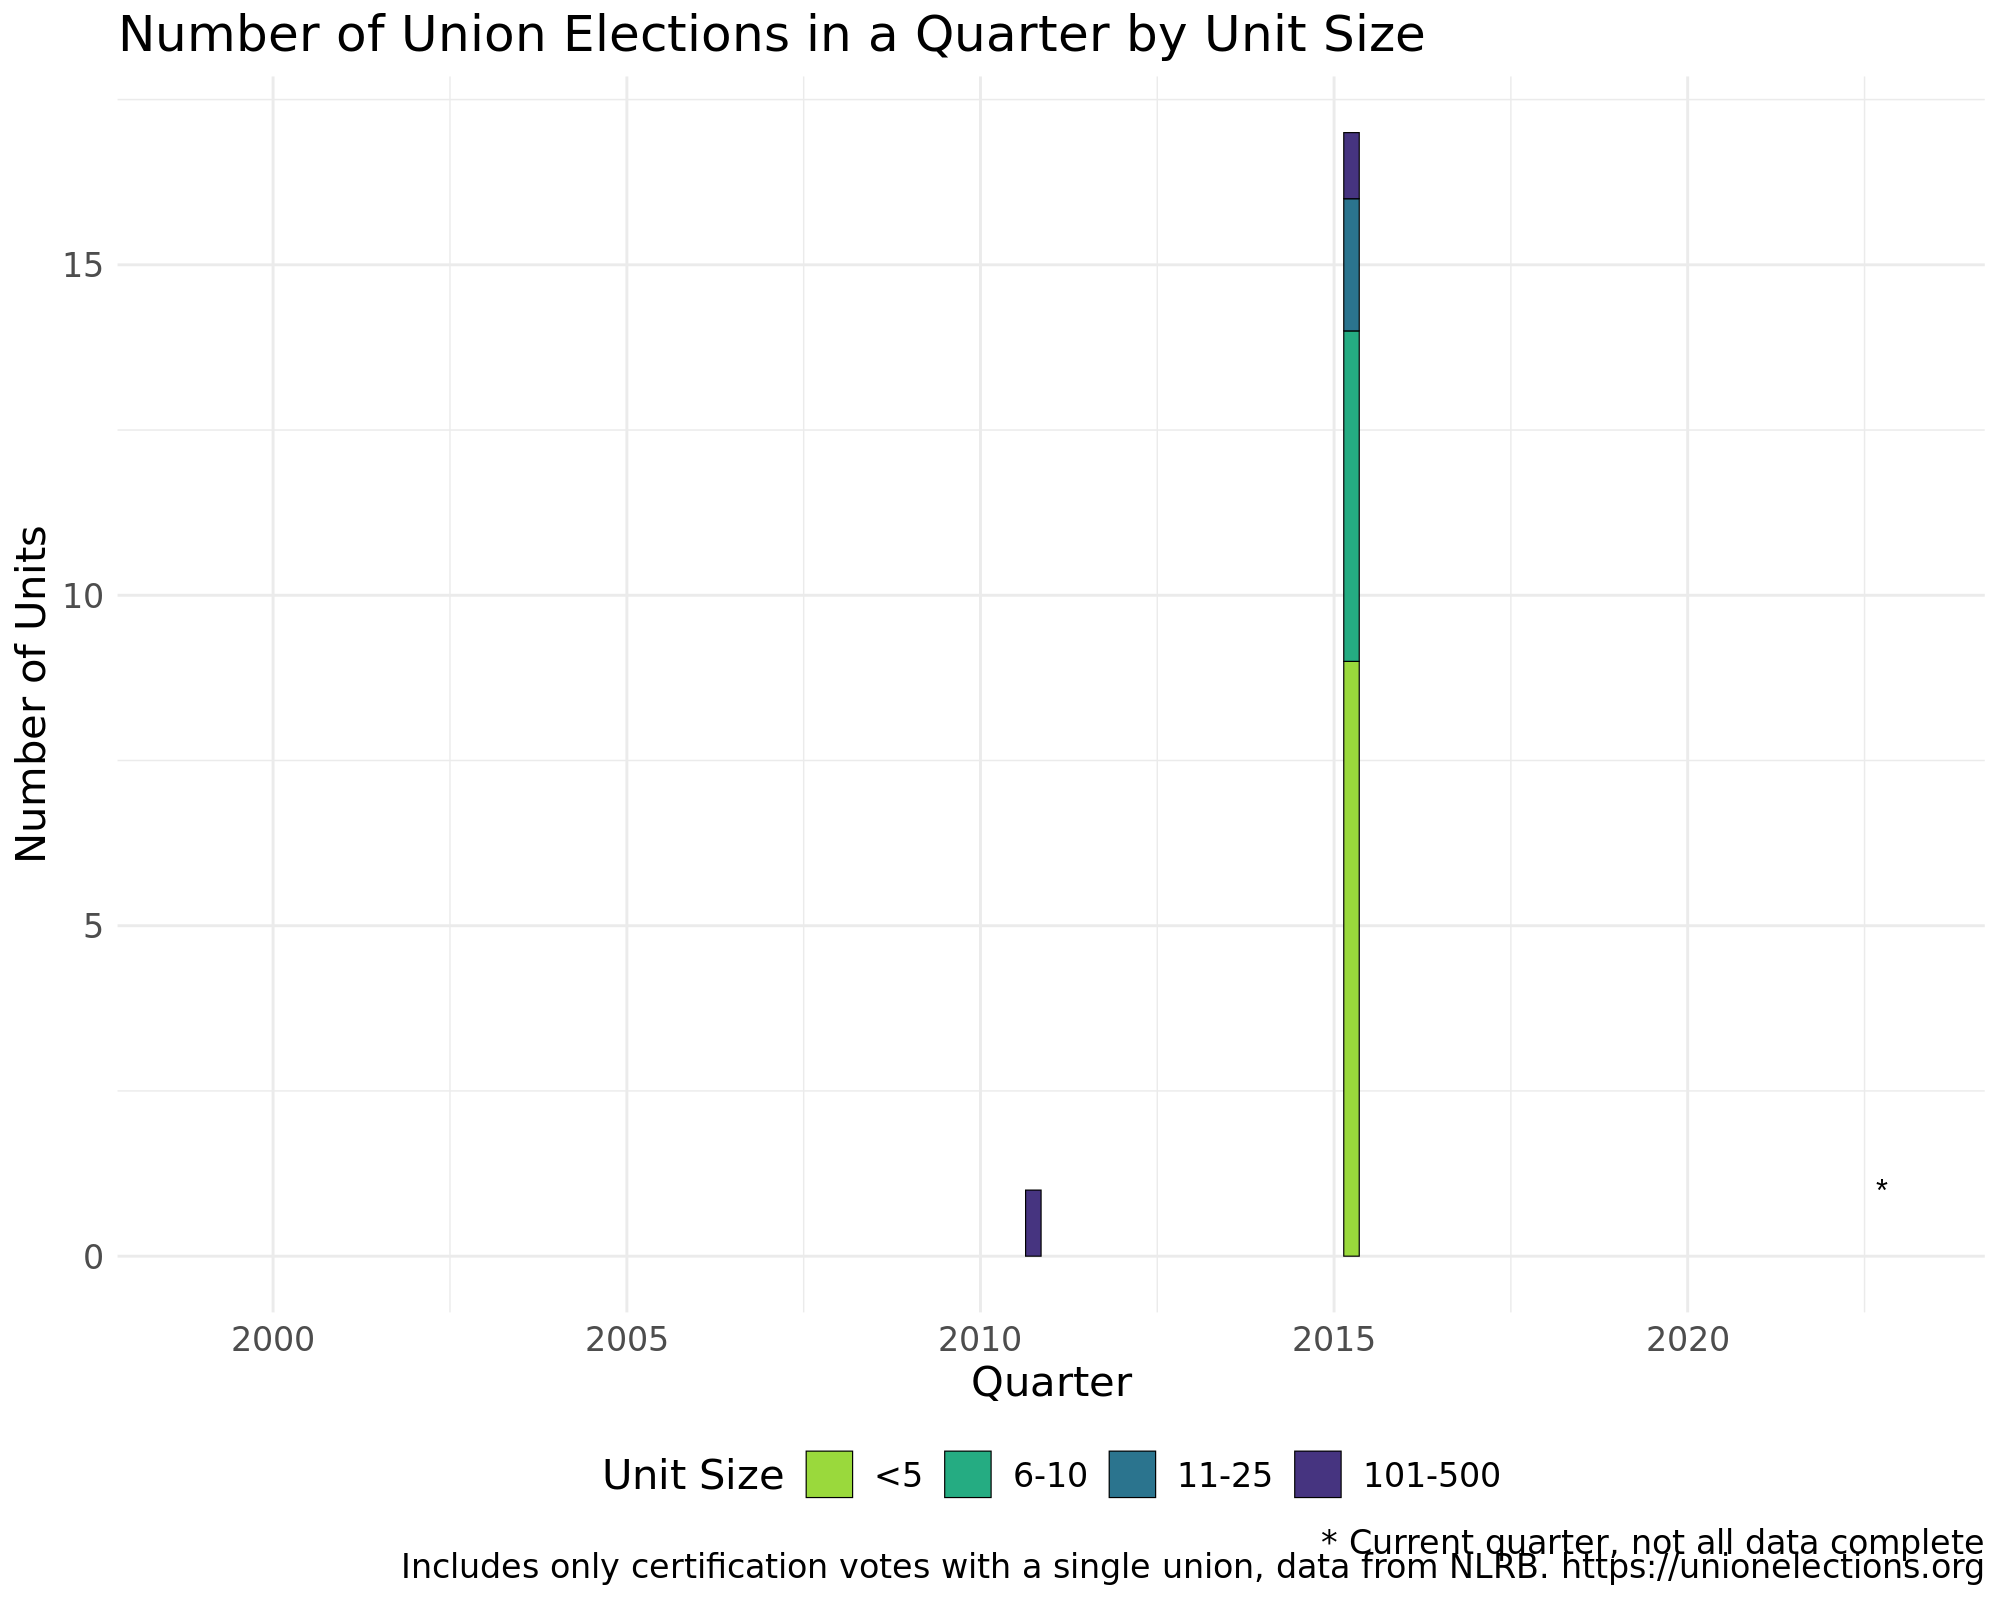 Number of Union Elections in a Quarter by Unit Size
Number of Units
15
10
5
0
*
2000 2005 2010 2015 2020
Quarter
Unit Size <5 6-10 11-25 101-500
* Current quarter, not all data complete
Includes only certification votes with a single union, data from NLRB. https://unionelections.org